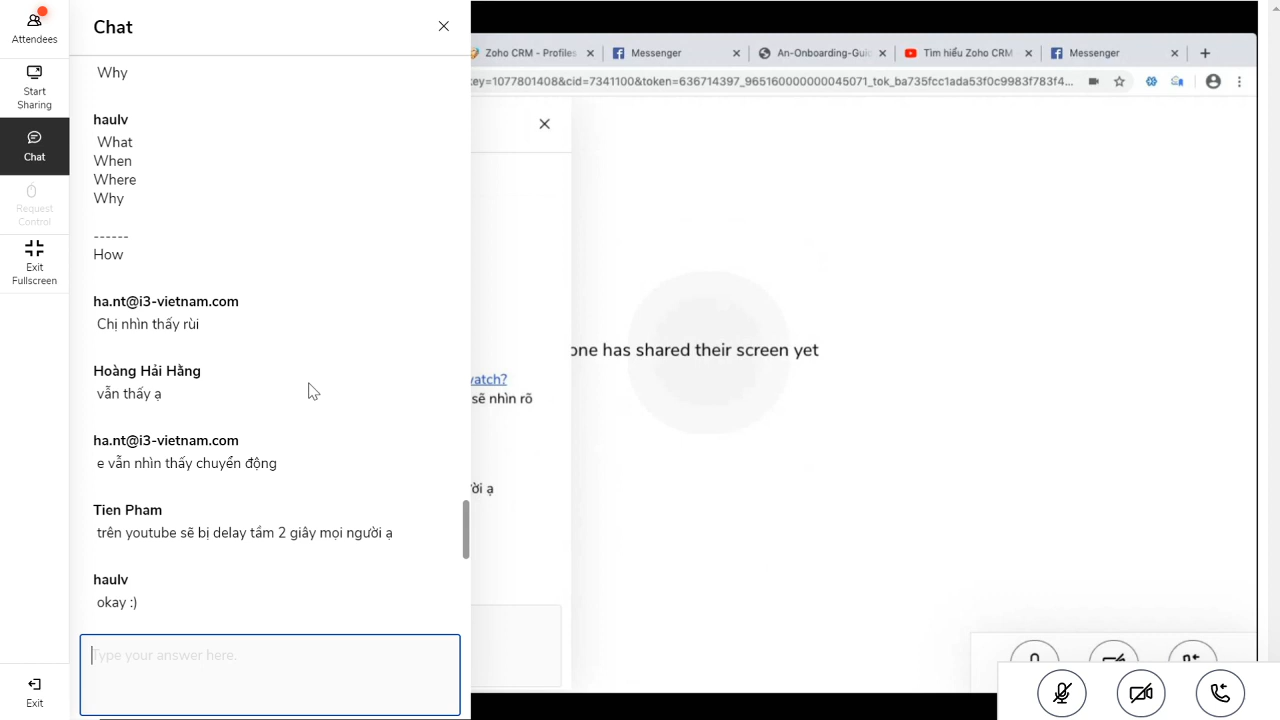 Attendees
Start
Sharing
Chat
Request
Control
Exit
Fullscreen
Exit
Chat
Why
haulv
What
When
Where
Why
------
How
ha.nt@i3-vietnam.com
Chị nhìn thấy rùi
Hoàng Hải Hằng
vẫn thấy ạ
ha.nt@i3-vietnam.com
e vẫn nhìn thấy chuyển động
Tien Pham
trên youtube sẽ bị delay tầm 2 giây mọi người ạ
haulv
okay :)
Type your answer here.
Zoho CRM - Profiles
Messenger
An-Onboarding-Guid
Tìm hiểu Zoho CRM
Messenger
key=1077801408&cid=7341100&token=636714397_965160000000045071_tok_ba735fcc1ada53f0c9983f783f4...
one has shared their screen yet
watch?
sẽ nhìn rõ
ời ạ